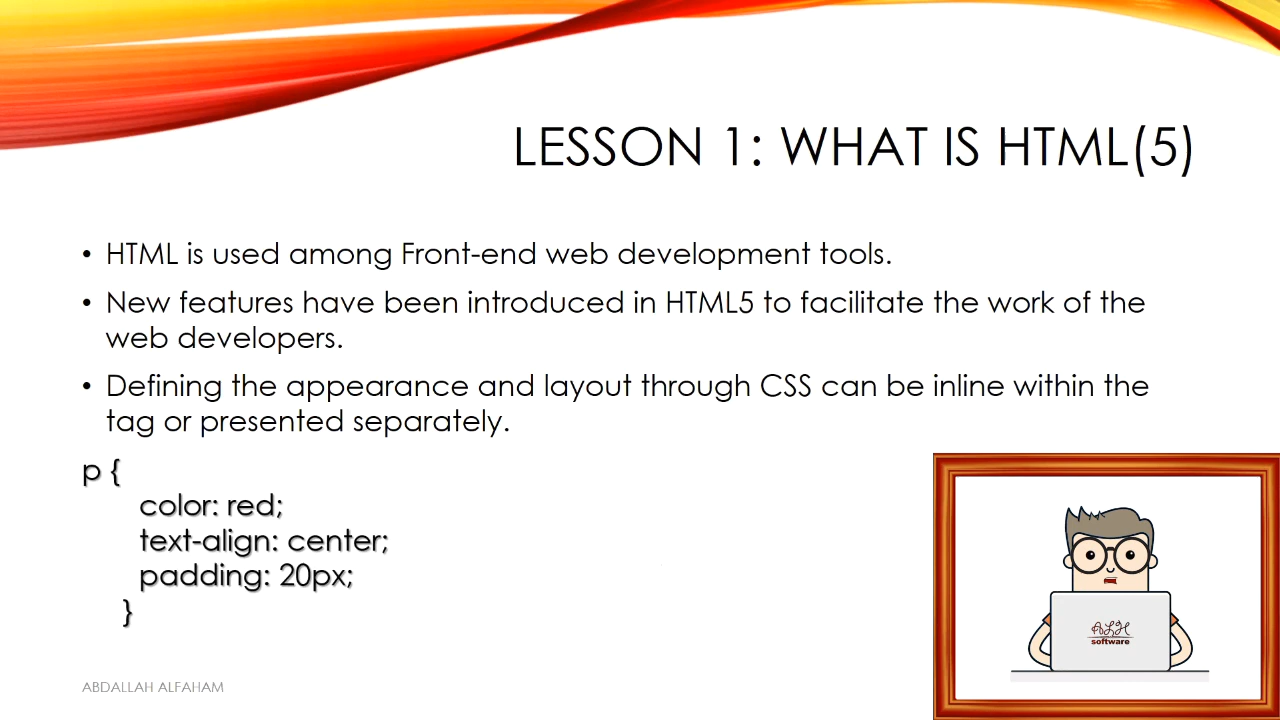 LESSON 1: WHAT IS HTML(5)
• HTML is used among Front-end web development tools.
• New features have been introduced in HTML5 to facilitate the work of the
web developers.
• Defining the appearance and layout through CSS can be inline within the
tag or presented separately.
p {
color: red;
text-align: center;
padding: 20px;
}
ALH
software
ABDALLAH ALFAHAM